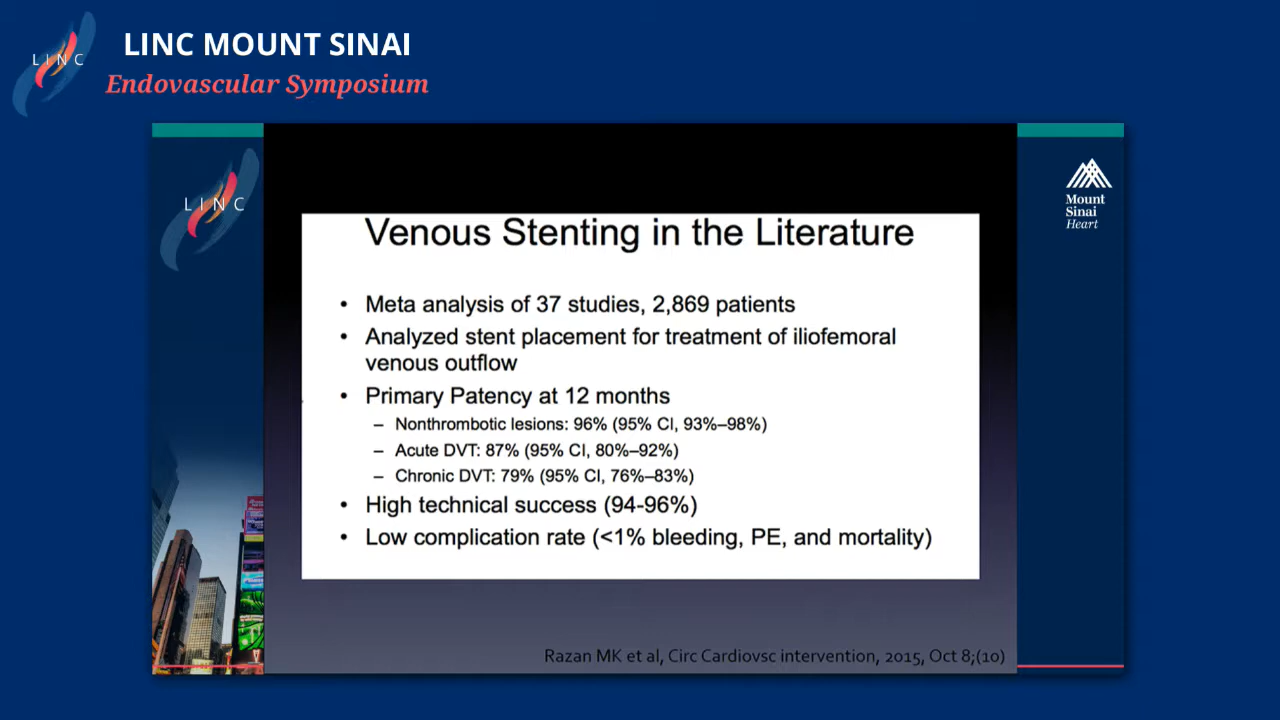 LINC
LINC MOUNT SINAI
Endovascular Symposium
LINC
Mount
Sinai
Heart
Venous Stenting in the Literature
• Meta analysis of 37 studies, 2,869 patients
• Analyzed stent placement for treatment of iliofemoral
venous outflow
• Primary Patency at 12 months
– Nonthrombotic lesions: 96% (95% CI, 93%–98%)
– Acute DVT: 87% (95% CI, 80%–92%)
– Chronic DVT: 79% (95% CI, 76%–83%)
• High technical success (94-96%)
• Low complication rate (<1% bleeding, PE, and mortality)
Razan MK et al, Circ Cardiovsc intervention, 2015, Oct 8;(10)